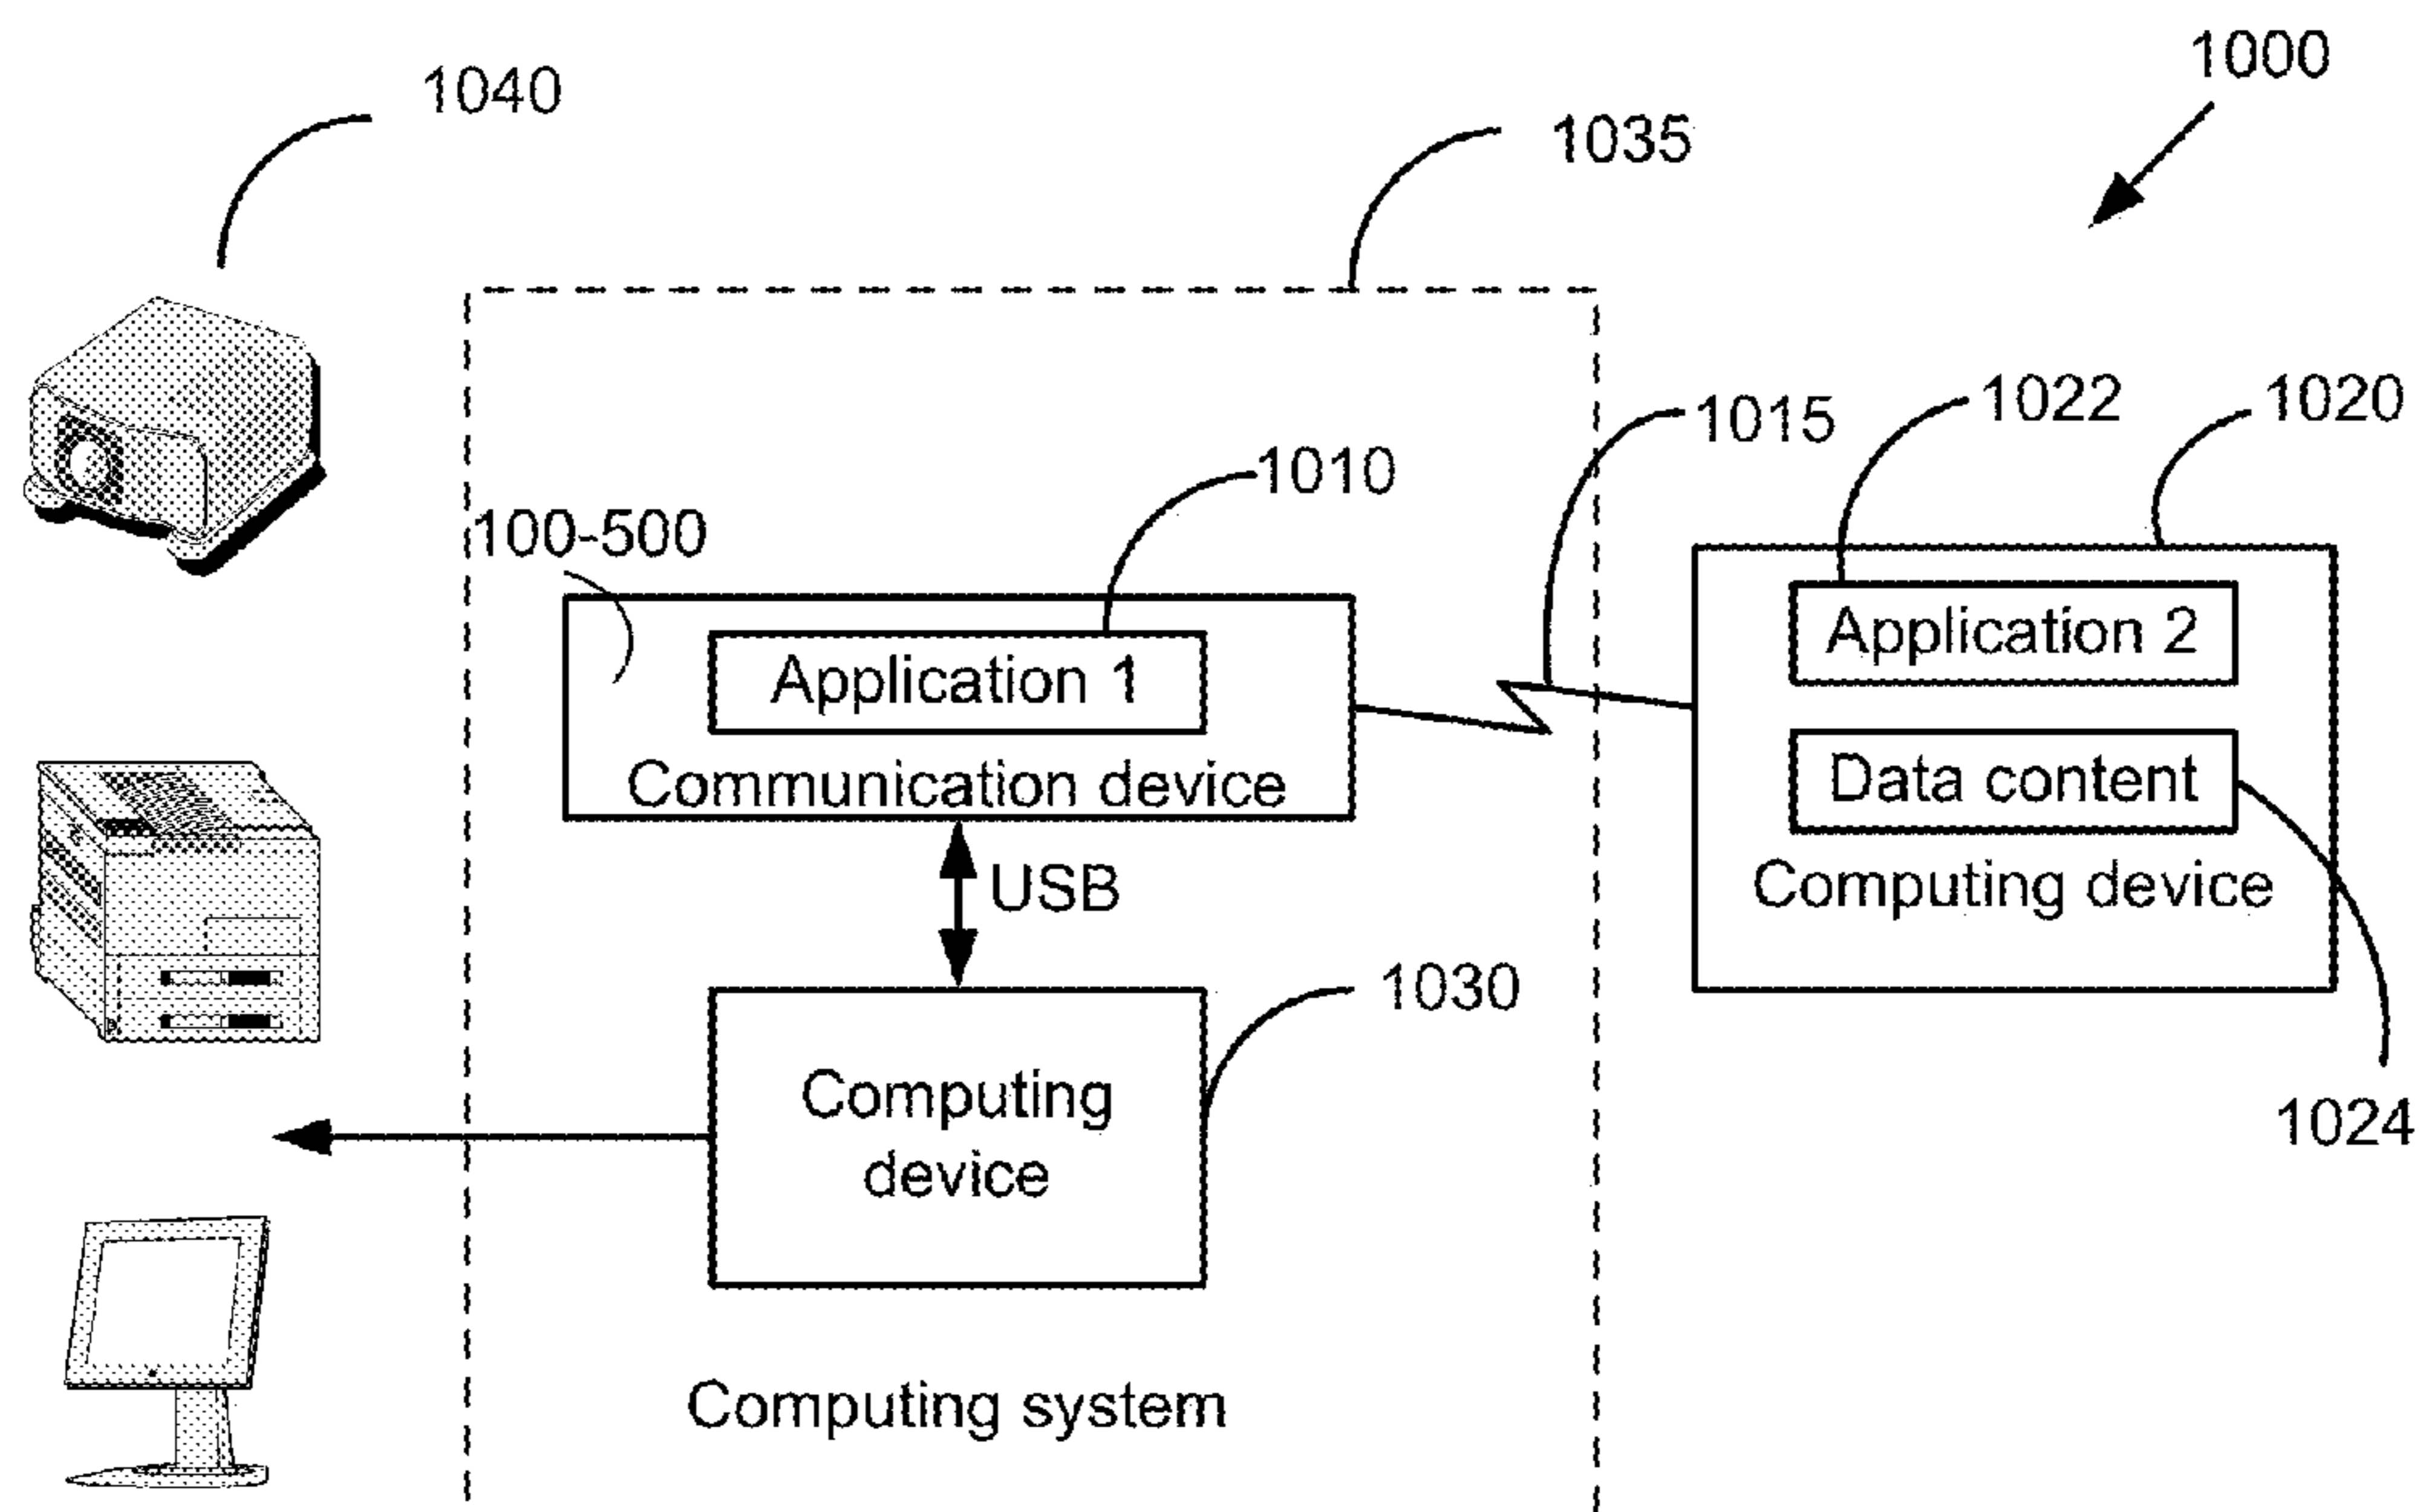 1000
1040
1035
1015
1022
1020
1010
100-500
Application 1
Communication device
Application 2
Data content
Computing device
USB
1030
Computing
device
1024
Computing system